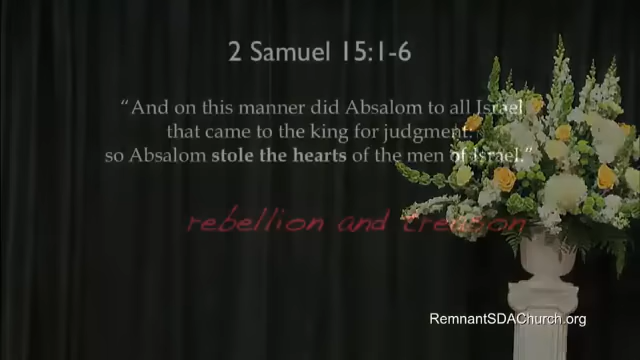 2 Samuel 15:1-6
“And on this manner did Absalom to all Israel
that came to the king for judgment:
so Absalom stole the hearts of the men of Israel.”
rebellion and treason
RemnantSDAChurch.org